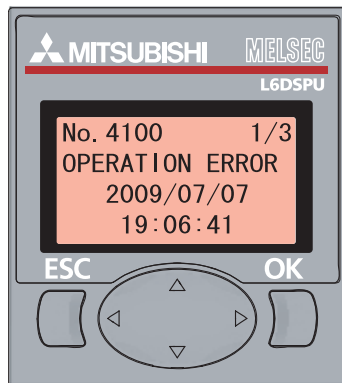 MITSUBISHI MELSEC
L6DSPU
No. 4100 1/3
OPERATION ERROR
2009/07/07
19:06:41
ESC OK